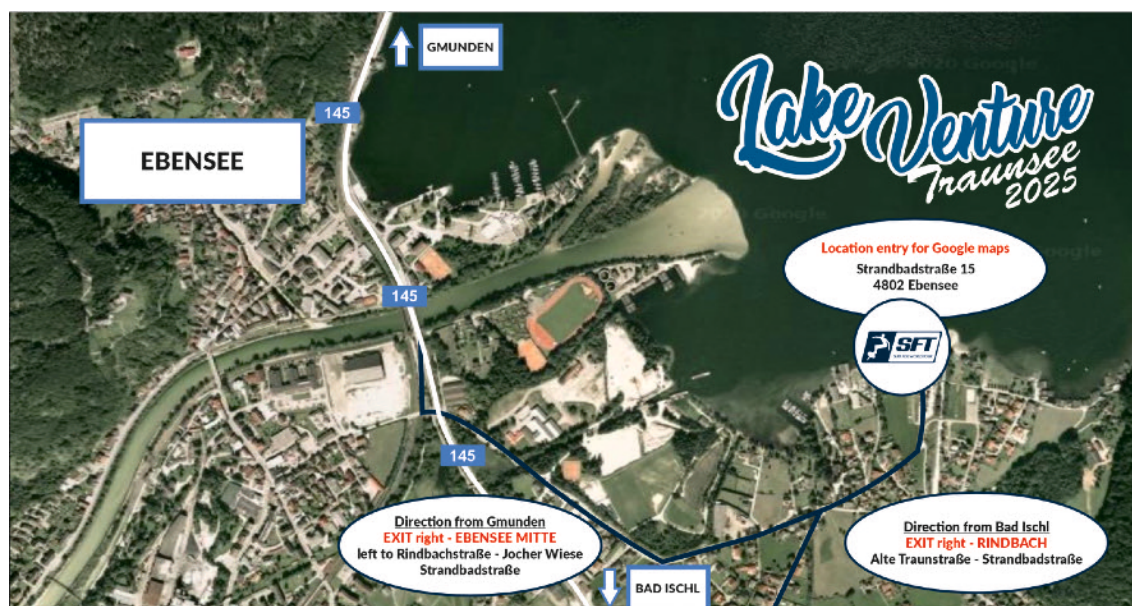 GMUNDEN
145
EBENSEE
Lake Venture
Traunsee
2025
Location entry for Google maps
Strandbadstraße 15
4802 Ebensee
145
SFT
145
Direction from Gmunden
EXIT right - EBENSEE MITTE
left to Rindbachstraße - Jocher Wiese
Strandbadstraße
Direction from Bad Ischl
EXIT right - RINDBACH
Alte Traunstraße - Strandbadstraße
BAD ISCHL